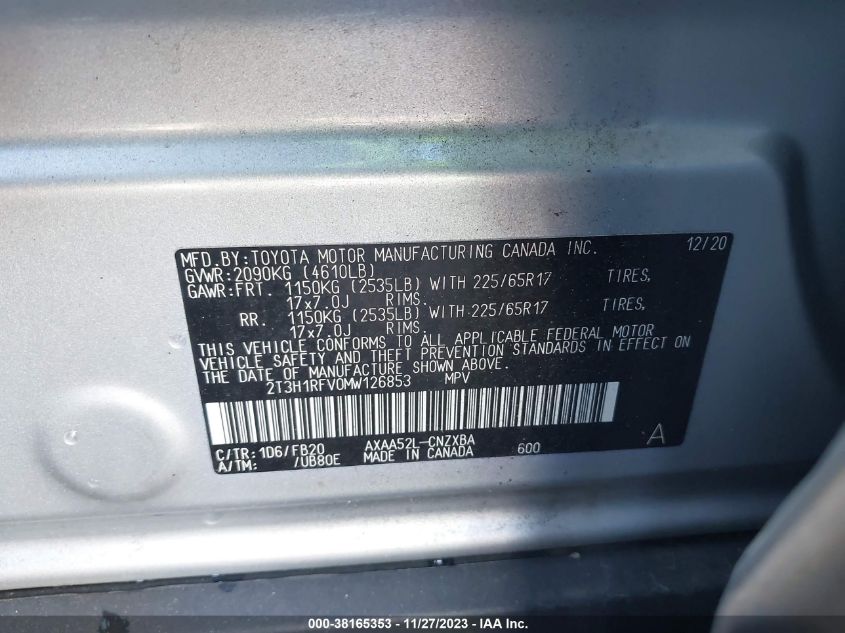 MFD.BY:TOYOTA MOTOR MANUFACTURING CANADA INC. 12/20
GVWR:2090KG (4610LB)
GAWR:FRT. 1150KG (2535LB) WITH 225/65R17 TIRES,
17x7.0J RIMS.
RR. 1150KG (2535LB) WITH 225/65R17 TIRES,
17x7.0J RIMS.
THIS VEHICLE CONFORMS TO ALL APPLICABLE FEDERAL MOTOR
VEHICLE SAFETY AND THEFT PREVENTION STANDARDS IN EFFECT ON
THE DATE OF MANUFACTURE SHOWN ABOVE.
2T3H1RFV0MW126853 MPV
C/TR:1D6/FB20 AXAA52L-CNZXBA 600 A
A/TM: /UB80E MADE IN CANADA
000-38165353 - 11/27/2023 - © IAA Inc.